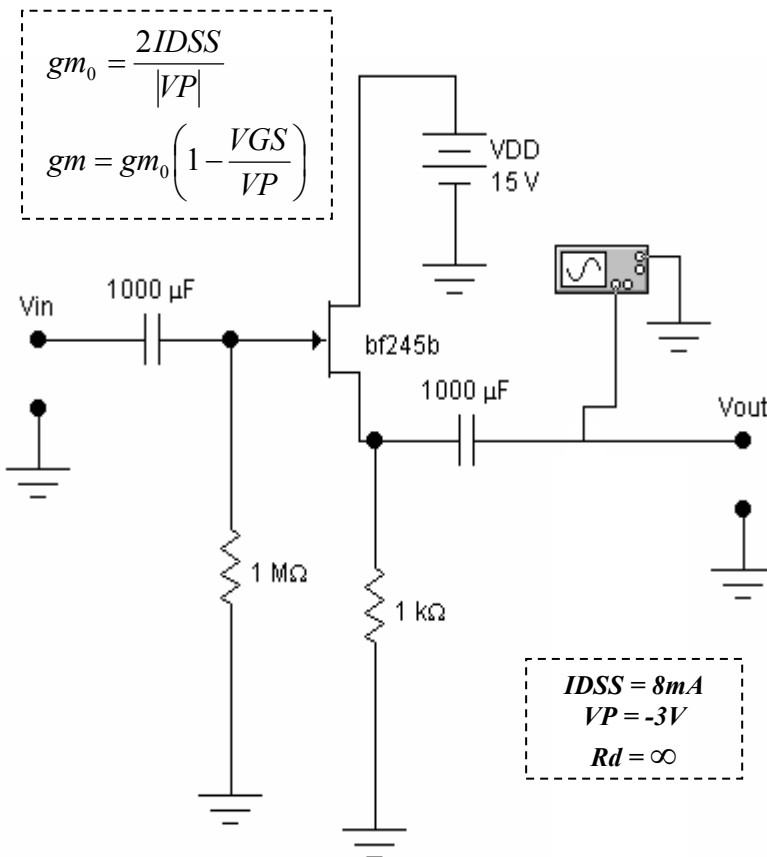 gm₀ = 2IDSS / |VP|
gm = gm₀(1 − VGS / VP)
VDD
15 V
1000 µF
Vin
bf245b
1000 µF
Vout
1 MΩ
1 kΩ
IDSS = 8mA
VP = -3V
Rd = ∞